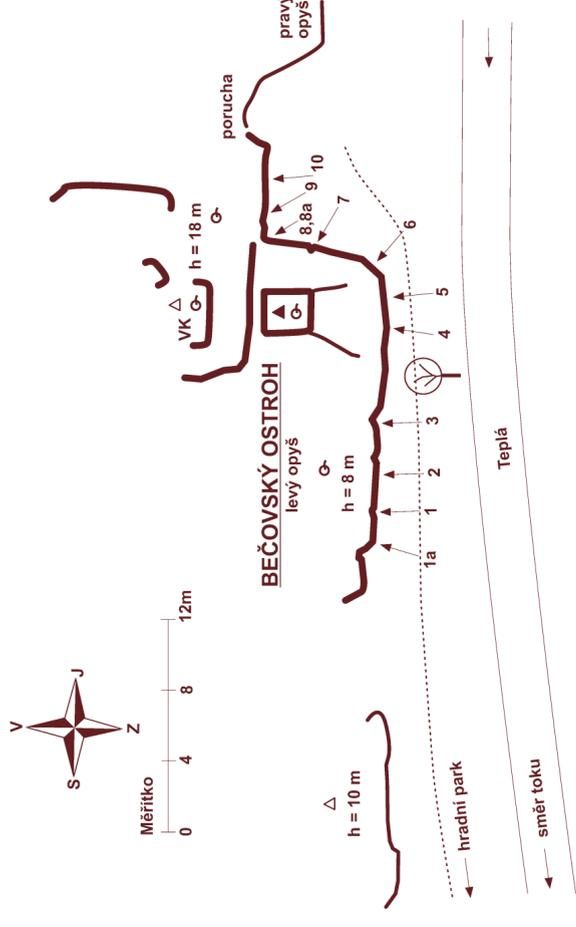 V
S
J
Z
Měřítko
0
4
8
12m
BEČOVSKÝ OSTROH
levý opyš
h = 8 m
h = 10 m
VK
h = 18 m
porucha
pravý
opyš
1a
1
2
3
4
5
6
7
8,8a
9
10
Teplá
hradní park
směr toku